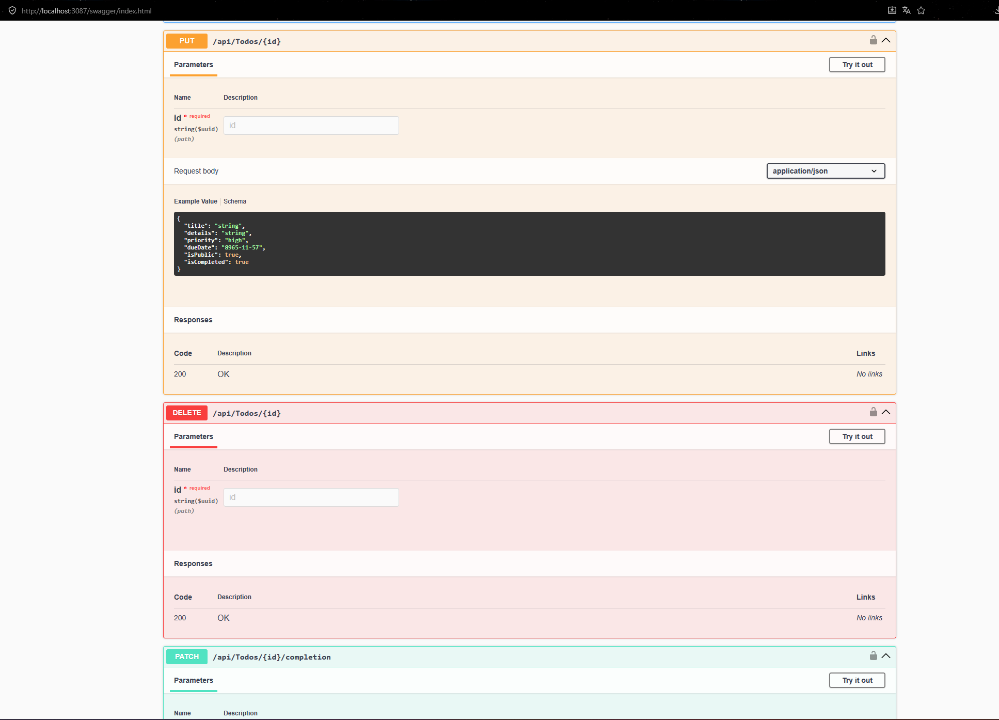 http://localhost:3087/swagger/index.html
PUT /api/Todos/{id}
Parameters
Try it out
Name Description
id * required
string($uuid)
(path)
id
Request body
application/json
Example Value Schema
{
  "title": "string",
  "details": "string",
  "priority": "high",
  "dueDate": "8965-11-57",
  "isPublic": true,
  "isCompleted": true
}
Responses
Code Description Links
200 OK No links
DELETE /api/Todos/{id}
Parameters
Try it out
Name Description
id * required
string($uuid)
(path)
id
Responses
Code Description Links
200 OK No links
PATCH /api/Todos/{id}/completion
Parameters
Try it out
Name Description